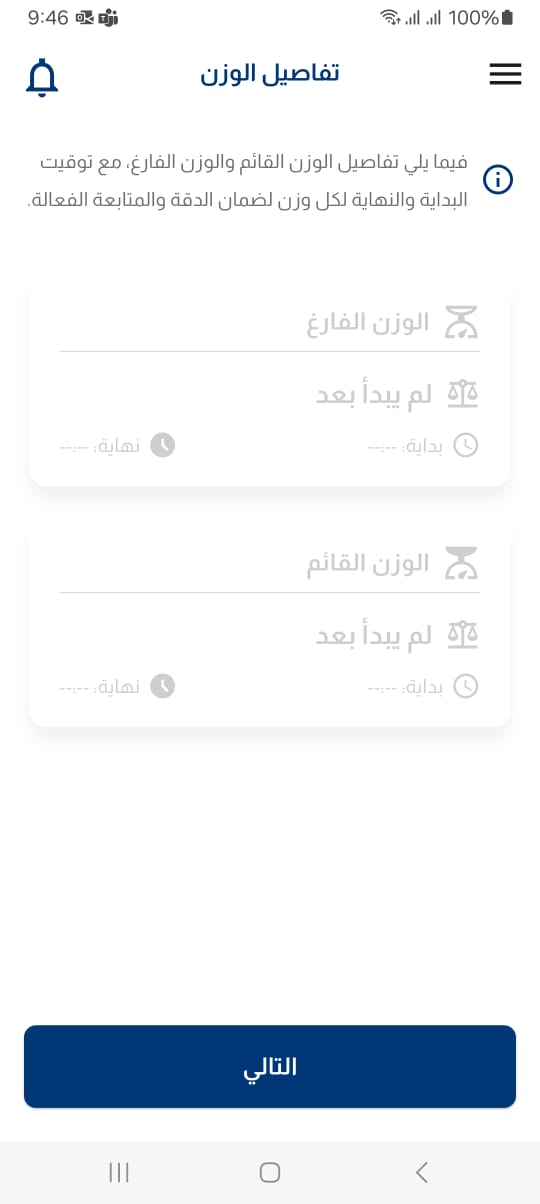 9:46
100%
تفاصيل الوزن
فيما يلي تفاصيل الوزن القائم والوزن الفارغ، مع توقيت
البداية والنهاية لكل وزن لضمان الدقة والمتابعة الفعالة.
الوزن الفارغ
لم يبدأ بعد
بداية: --:-- نهاية: --:--
الوزن القائم
لم يبدأ بعد
بداية: --:-- نهاية: --:--
التالي